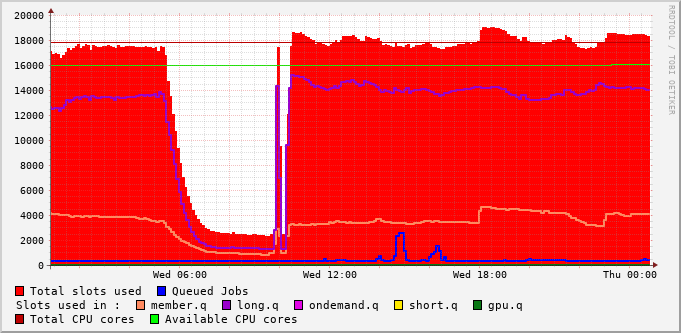 20000
18000
16000
14000
12000
10000
8000
6000
4000
2000
0
Wed 06:00 Wed 12:00 Wed 18:00 Thu 00:00
Total slots used Queued Jobs
Slots used in : member.q long.q ondemand.q short.q gpu.q
Total CPU cores Available CPU cores
RRDTOOL / TOBI OETIKER